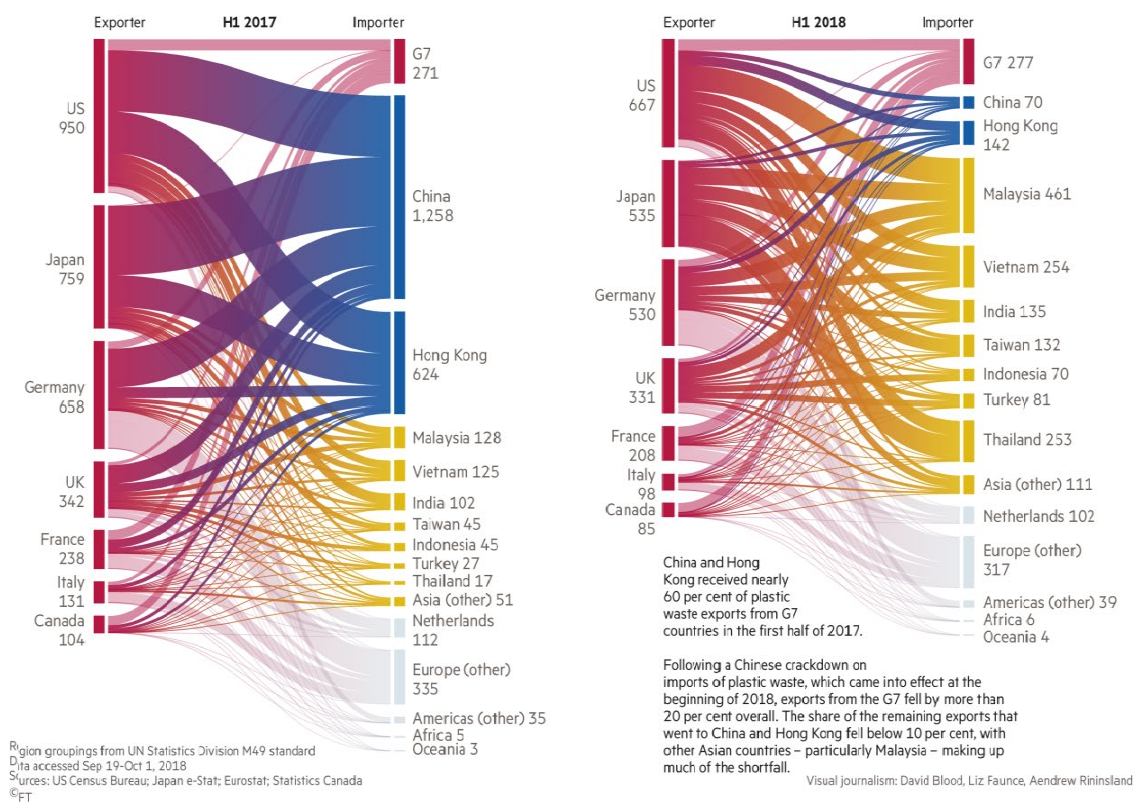 Exporter
H1 2017
Importer
US
950
Japan
759
Germany
658
UK
342
France
238
Italy
131
Canada
104
G7
271
China
1,258
Hong Kong
624
Malaysia 128
Vietnam 125
India 102
Taiwan 45
Indonesia 45
Turkey 27
Thailand 17
Asia (other) 51
Netherlands
112
Europe (other)
335
Americas (other) 35
Africa 5
Oceania 3
Exporter
H1 2018
Importer
US
667
Japan
535
Germany
530
UK
331
France
208
Italy
98
Canada
85
G7 277
China 70
Hong Kong
142
Malaysia 461
Vietnam 254
India 135
Taiwan 132
Indonesia 70
Turkey 81
Thailand 253
Asia (other) 111
Netherlands 102
Europe (other)
317
Americas (other) 39
Africa 6
Oceania 4
China and Hong
Kong received nearly
60 per cent of plastic
waste exports from G7
countries in the first half of 2017.
Following a Chinese crackdown on
imports of plastic waste, which came into effect at the
beginning of 2018, exports from the G7 fell by more than
20 per cent overall. The share of the remaining exports that
went to China and Hong Kong fell below 10 per cent, with
other Asian countries – particularly Malaysia – making up
much of the shortfall.
Region groupings from UN Statistics Division M49 standard
Data accessed Sep 19-Oct 1, 2018
Sources: US Census Bureau; Japan e-Stat; Eurostat; Statistics Canada
©FT
Visual journalism: David Blood, Liz Faunce, Aendrew Rininsland